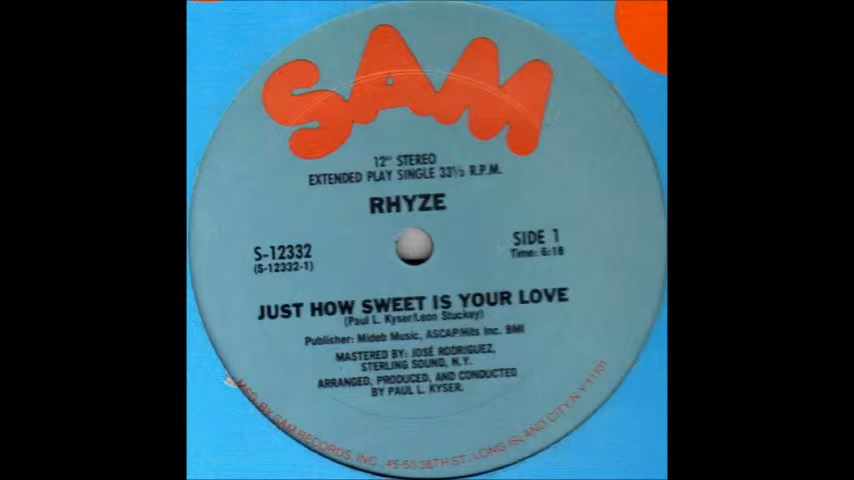 SAM
12" STEREO
EXTENDED PLAY SINGLE 33⅓ R.P.M.
RHYZE
S-12332
(S-12332-1)
SIDE 1
Time: 6:18
JUST HOW SWEET IS YOUR LOVE
(Paul L. Kyser/Leon Stuckey)
Publisher: Mideb Music, ASCAP/Hits Inc. BMI
MASTERED BY: JOSÉ RODRIGUEZ,
STERLING SOUND, N.Y.
ARRANGED, PRODUCED, AND CONDUCTED
BY PAUL L. KYSER.
MFG. BY SAM RECORDS, INC. 45-50 38TH ST., LONG ISLAND CITY, N.Y. 11101